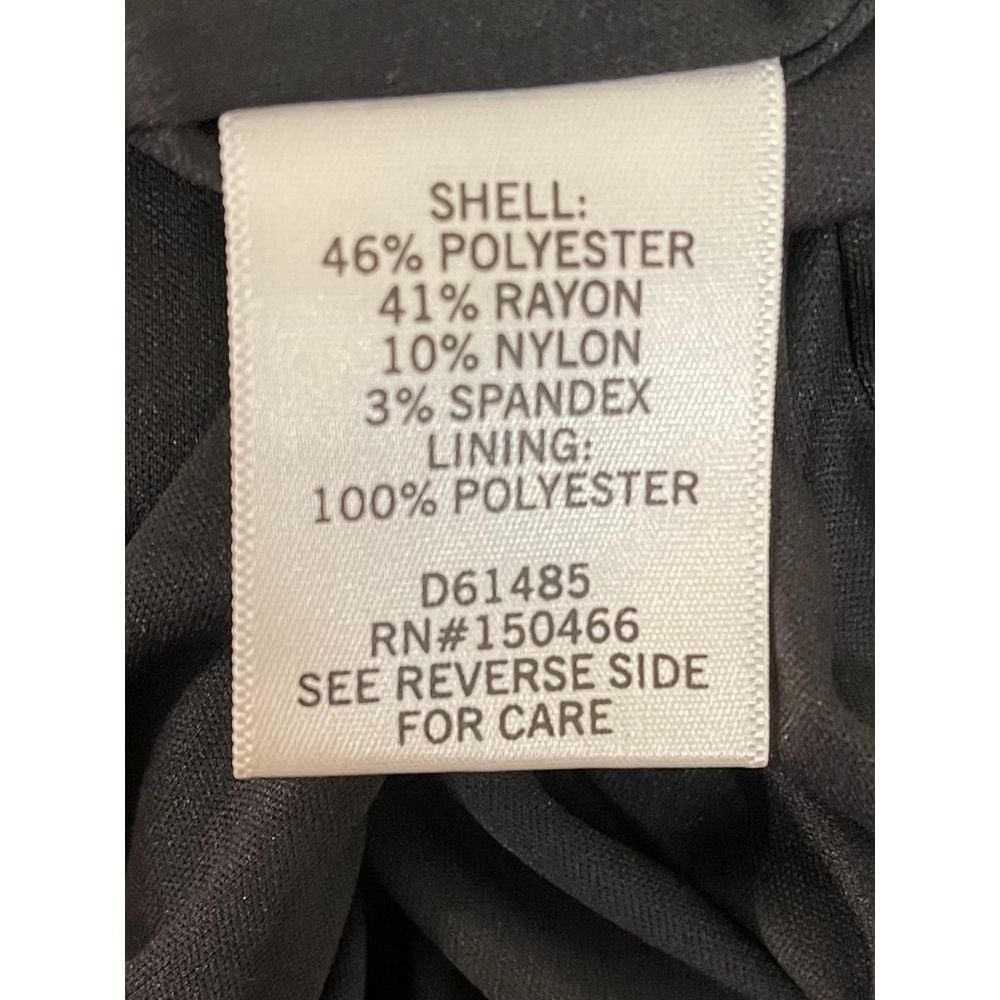 SHELL:
46% POLYESTER
41% RAYON
10% NYLON
3% SPANDEX
LINING:
100% POLYESTER
D61485
RN#150466
SEE REVERSE SIDE
FOR CARE